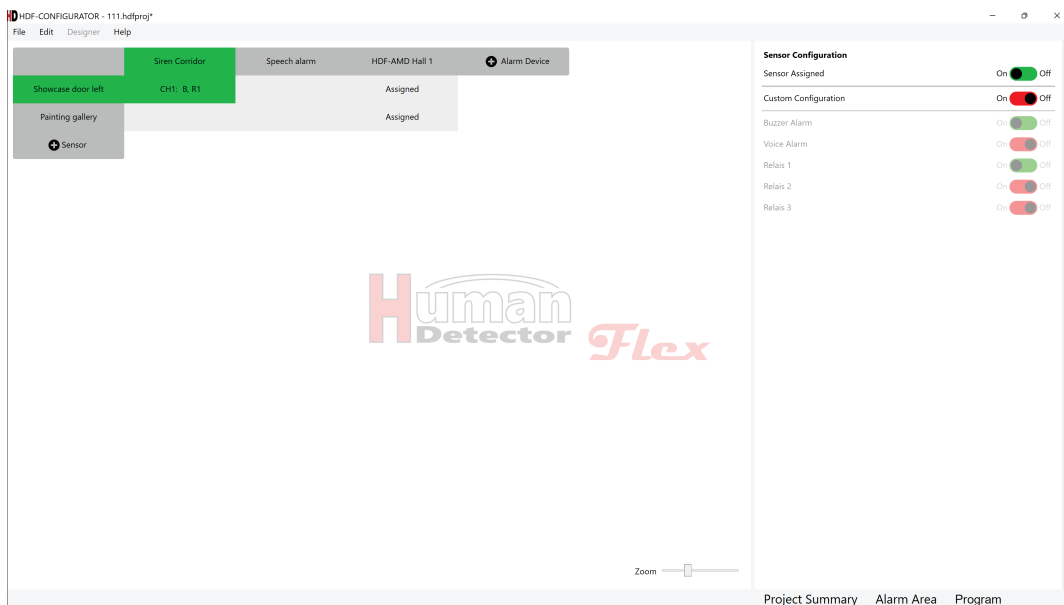 HD HDF-CONFIGURATOR - 111.hdfproj*
File Edit Designer Help
Siren Corridor Speech alarm HDF-AMD Hall 1 Alarm Device
Showcase door left CH1: B, R1 Assigned
Painting gallery Assigned
Sensor
Human
Detector Flex
Zoom
Sensor Configuration
Sensor Assigned On Off
Custom Configuration On Off
Buzzer Alarm On Off
Voice Alarm On Off
Relais 1 On Off
Relais 2 On Off
Relais 3 On Off
Project Summary Alarm Area Program